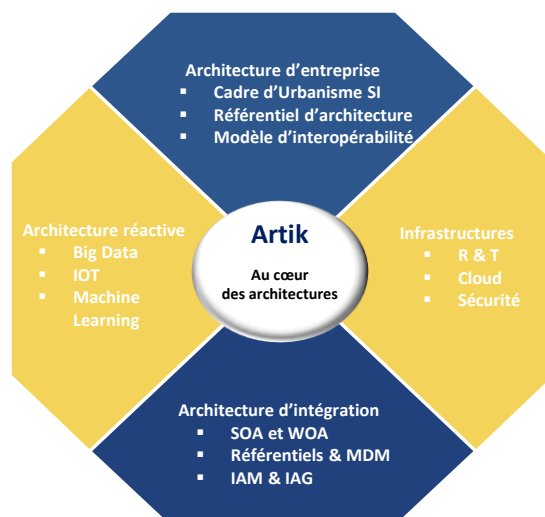 Architecture d’entreprise
▪ Cadre d’Urbanisme SI
▪ Référentiel d’architecture
▪ Modèle d’interopérabilité
Architecture réactive
▪ Big Data
▪ IOT
▪ Machine
Learning
Artik
Au cœur
des architectures
Infrastructures
▪ R & T
▪ Cloud
▪ Sécurité
Architecture d’intégration
▪ SOA et WOA
▪ Référentiels & MDM
▪ IAM & IAG